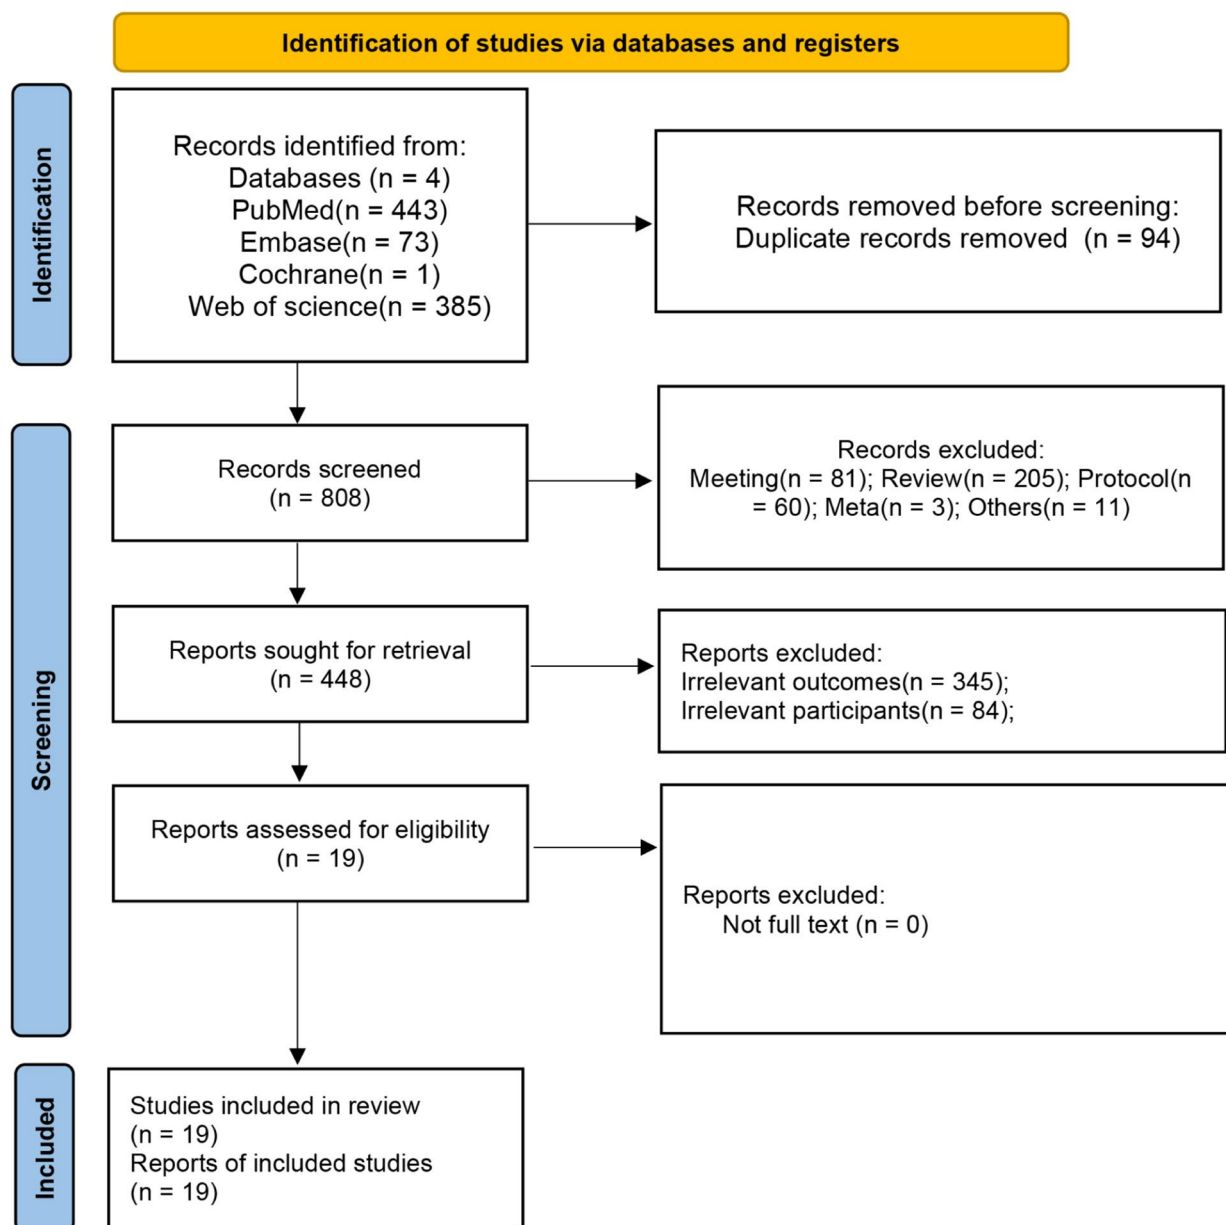 Identification of studies via databases and registers
Identification
Records identified from:
Databases (n = 4)
PubMed(n = 443)
Embase(n = 73)
Cochrane(n = 1)
Web of science(n = 385)
Records removed before screening:
Duplicate records removed  (n = 94)
Screening
Records screened
(n = 808)
Records excluded:
Meeting(n = 81); Review(n = 205); Protocol(n
= 60); Meta(n = 3); Others(n = 11)
Reports sought for retrieval
(n = 448)
Reports excluded:
Irrelevant outcomes(n = 345);
Irrelevant participants(n = 84);
Reports assessed for eligibility
(n = 19)
Reports excluded:
Not full text (n = 0)
Included
Studies included in review
(n = 19)
Reports of included studies
(n = 19)